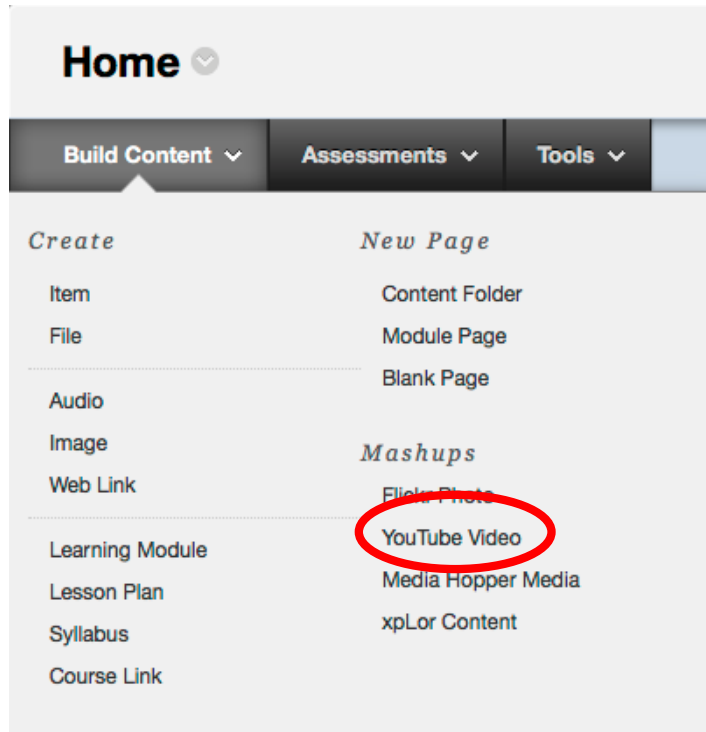 Home
Build Content
Assessments
Tools
Create
Item
File
Audio
Image
Web Link
Learning Module
Lesson Plan
Syllabus
Course Link
New Page
Content Folder
Module Page
Blank Page
Mashups
Flickr Photo
YouTube Video
Media Hopper Media
xpLor Content